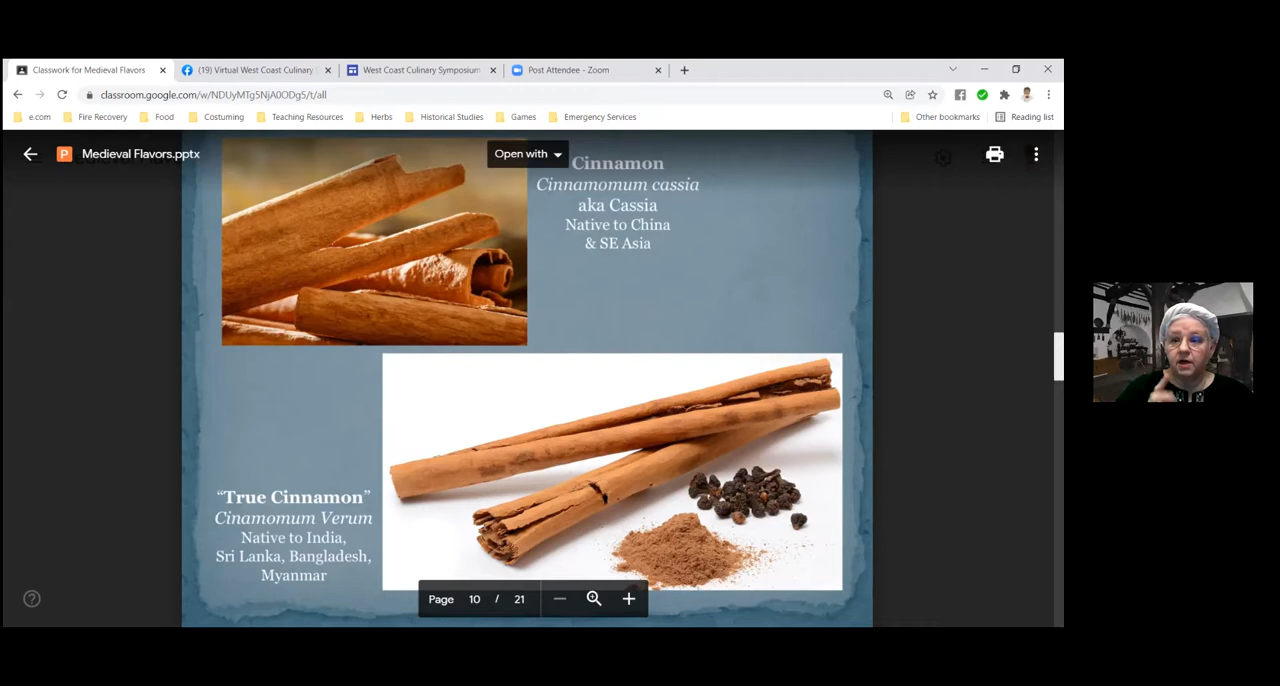 Classwork for Medieval Flavors
(19) Virtual West Coast Culinary
West Coast Culinary Symposium
Post Attendee - Zoom
classroom.google.com/w/NDUyMTg5NjA0ODg5/t/all
e.com
Fire Recovery
Food
Costuming
Teaching Resources
Herbs
Historical Studies
Games
Emergency Services
Other bookmarks
Reading list
Medieval Flavors.pptx
Open with
Cinnamon
Cinnamomum cassia
aka Cassia
Native to China
& SE Asia
"True Cinnamon"
Cinamomum Verum
Native to India,
Sri Lanka, Bangladesh,
Myanmar
Page 10 / 21